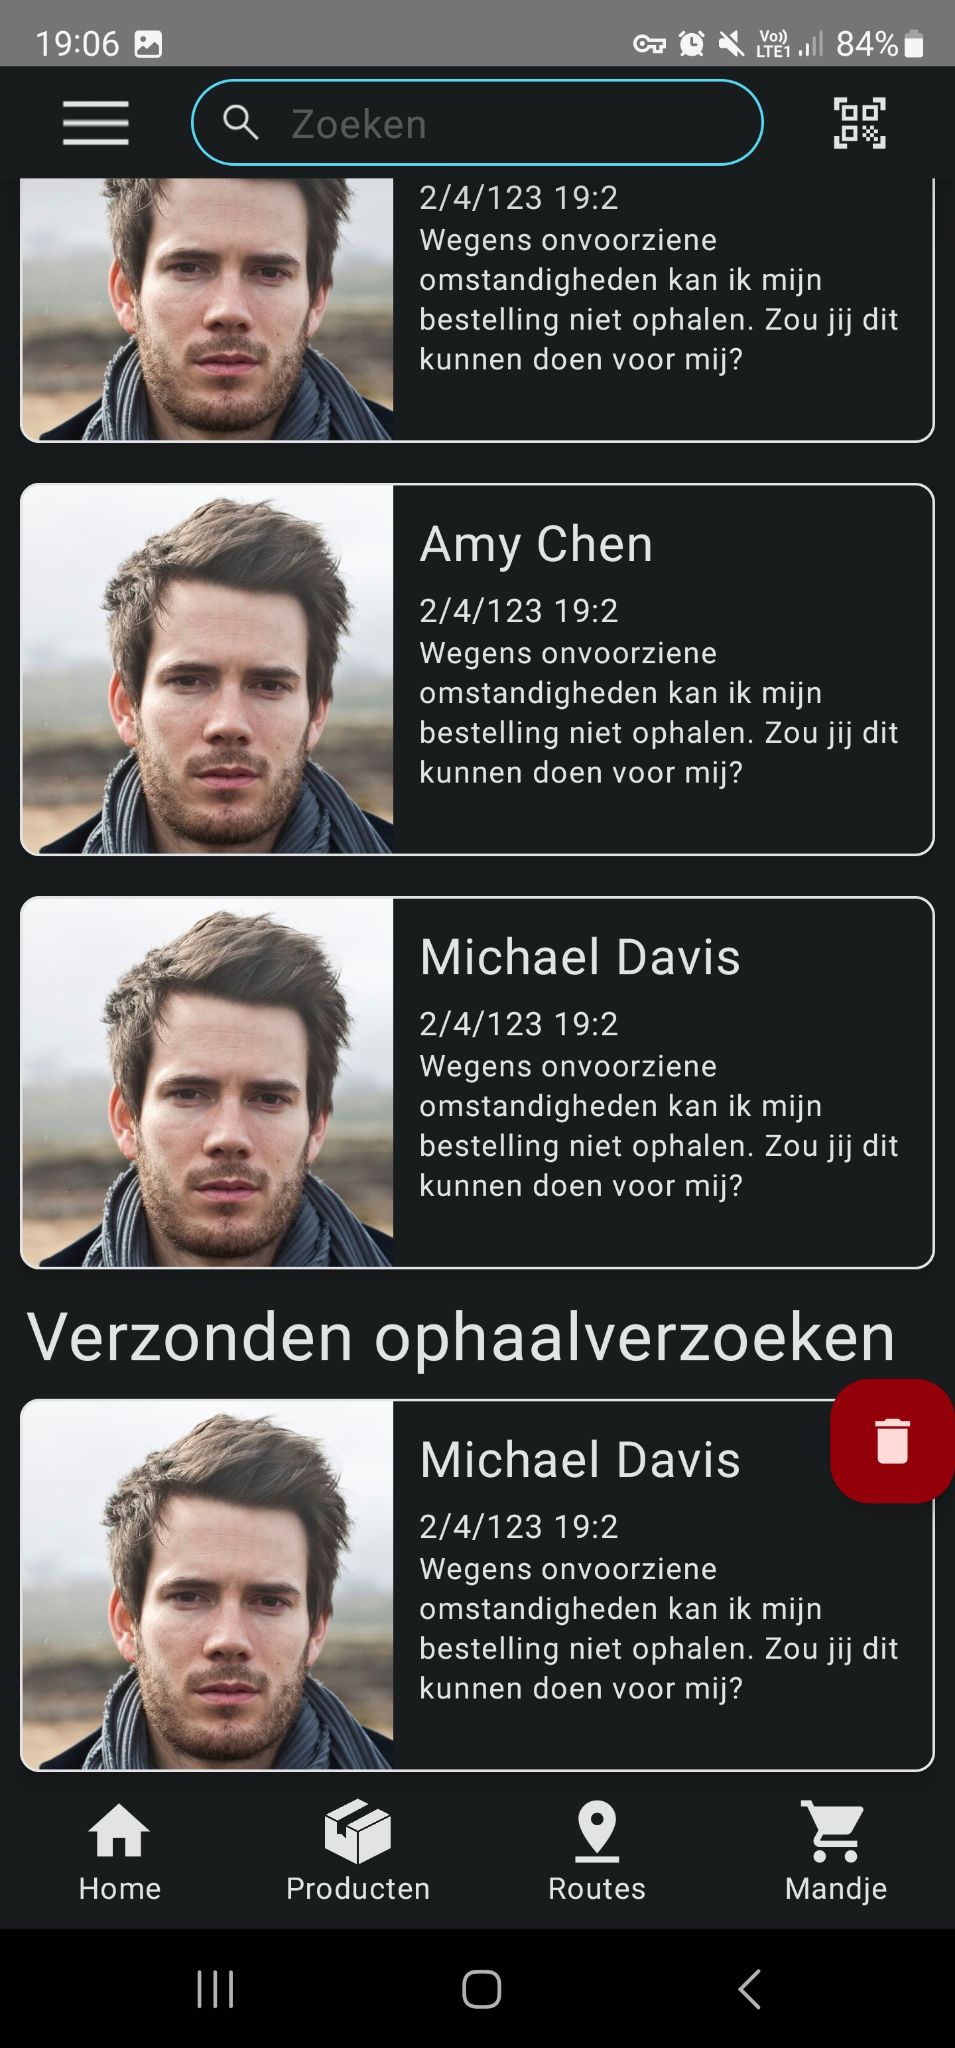 19:06
Vo))
LTE1
84%
Zoeken
2/4/123 19:2
Wegens onvoorziene
omstandigheden kan ik mijn
bestelling niet ophalen. Zou jij dit
kunnen doen voor mij?
Amy Chen
2/4/123 19:2
Wegens onvoorziene
omstandigheden kan ik mijn
bestelling niet ophalen. Zou jij dit
kunnen doen voor mij?
Michael Davis
2/4/123 19:2
Wegens onvoorziene
omstandigheden kan ik mijn
bestelling niet ophalen. Zou jij dit
kunnen doen voor mij?
Verzonden ophaalverzoeken
Michael Davis
2/4/123 19:2
Wegens onvoorziene
omstandigheden kan ik mijn
bestelling niet ophalen. Zou jij dit
kunnen doen voor mij?
Home
Producten
Routes
Mandje